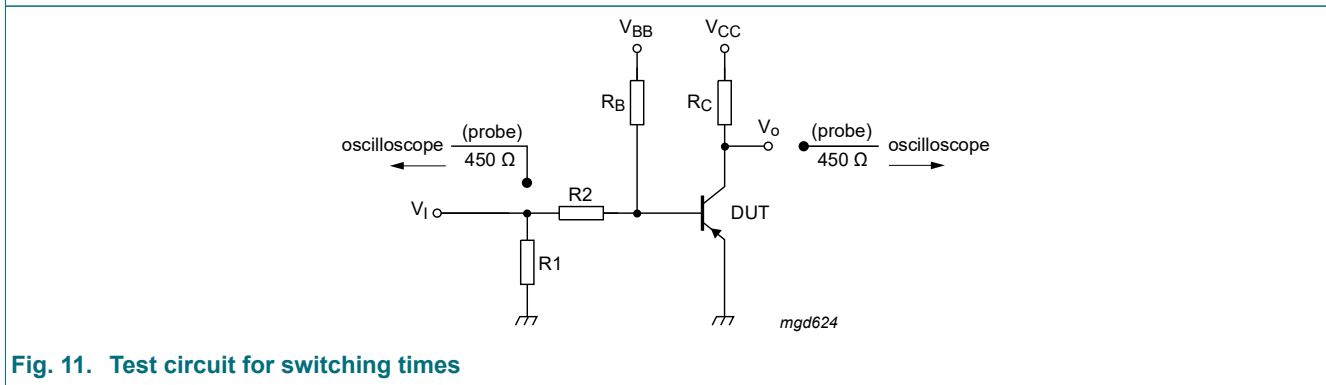 VBB
VCC
RB
RC
Vo
(probe)
450 Ω
oscilloscope
(probe)
450 Ω
oscilloscope
R2
VI
DUT
R1
mgd624
Fig. 11. Test circuit for switching times